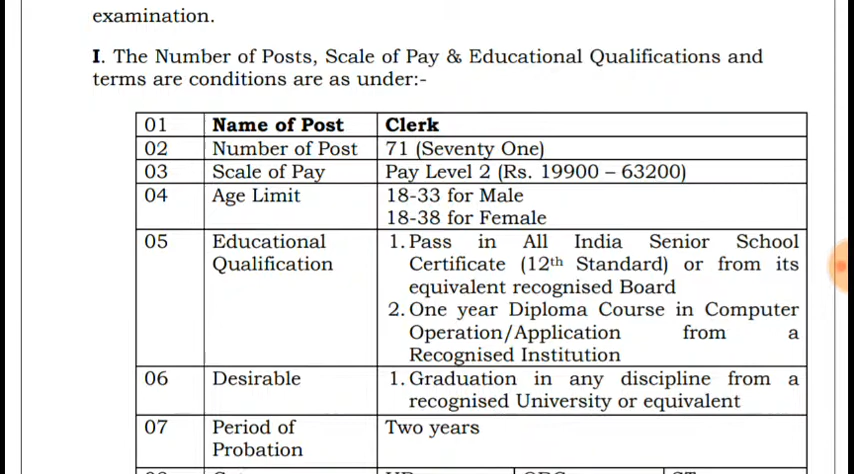 examination.
I. The Number of Posts, Scale of Pay & Educational Qualifications and
terms are conditions are as under:-
01 Name of Post Clerk
02 Number of Post 71 (Seventy One)
03 Scale of Pay Pay Level 2 (Rs. 19900 – 63200)
04 Age Limit 18-33 for Male
18-38 for Female
05 Educational 1. Pass in All India Senior School
Qualification Certificate (12th Standard) or from its
equivalent recognised Board
2. One year Diploma Course in Computer
Operation/Application from a
Recognised Institution
06 Desirable 1. Graduation in any discipline from a
recognised University or equivalent
07 Period of Two years
Probation